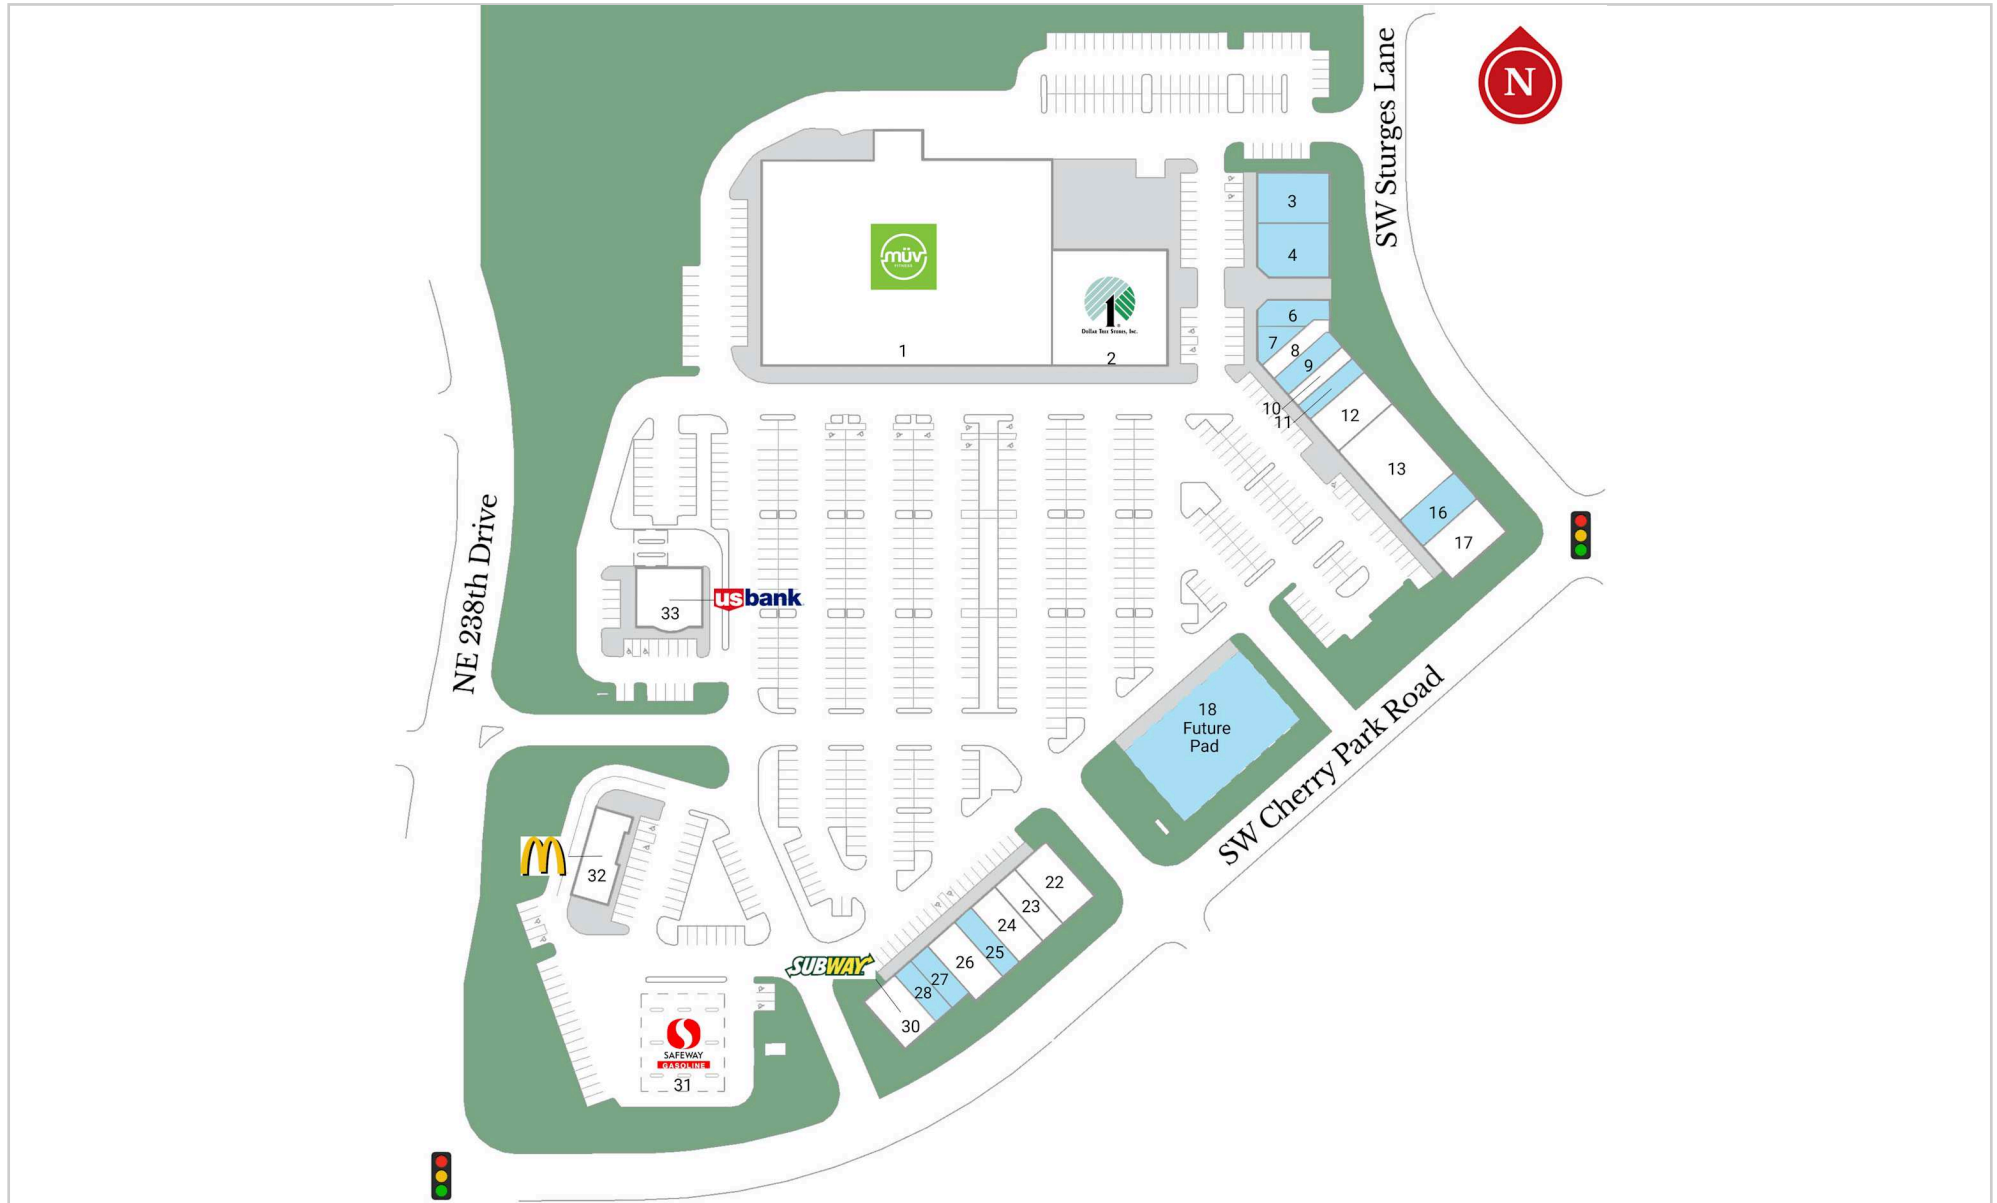 N
SW Sturges Lane
müv
FITNESS
1
Dollar Tree Stores, Inc.
2
3
4
6
7
8
9
10
11
12
13
16
17
NE 238th Drive
33
usbank
18
Future
Pad
SW Cherry Park Road
32
SUBWAY
22
23
24
25
26
27
28
30
SAFEWAY
GASOLINE
31